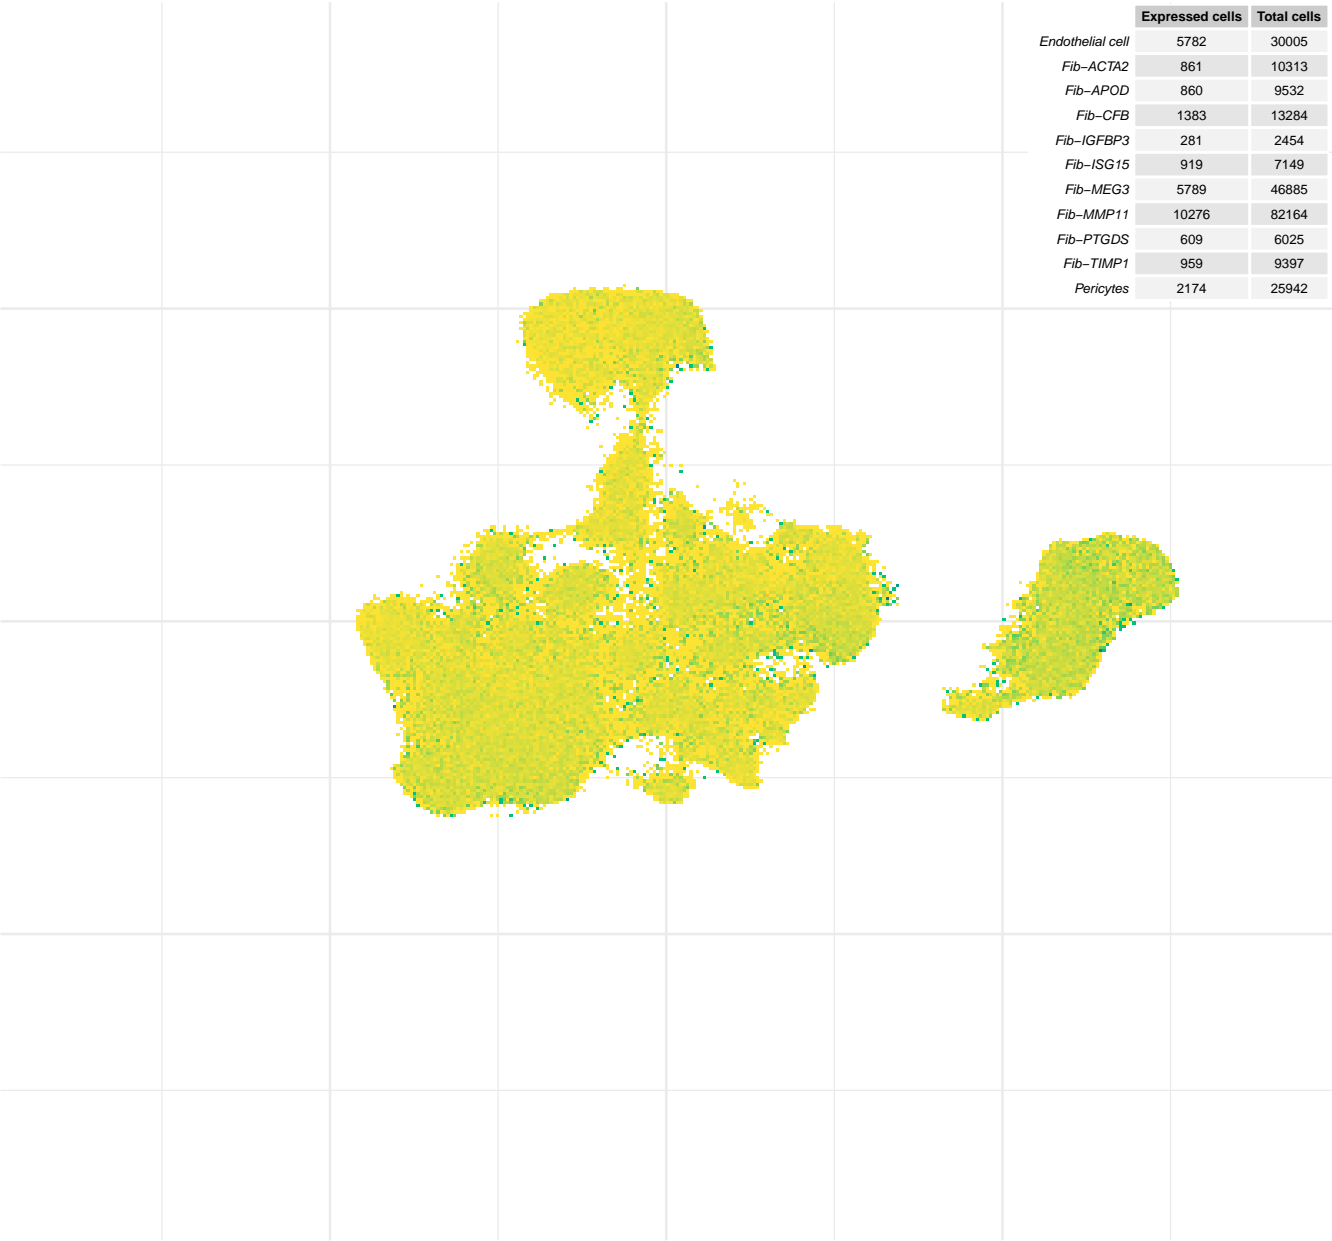 Expressed cells Total cells
Endothelial cell 5782 30005
Fib−ACTA2 861 10313
Fib−APOD 860 9532
Fib−CFB 1383 13284
Fib−IGFBP3 281 2454
Fib−ISG15 919 7149
Fib−MEG3 5789 46885
Fib−MMP11 10276 82164
Fib−PTGDS 609 6025
Fib−TIMP1 959 9397
Pericytes 2174 25942